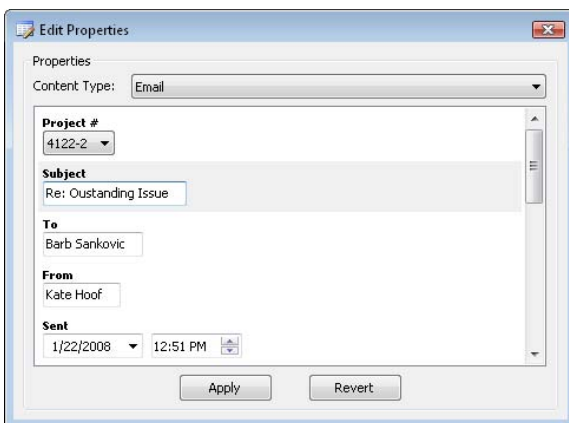 Edit Properties
Properties
Content Type: Email
Project #
4122-2
Subject
Re: Oustanding Issue
To
Barb Sankovic
From
Kate Hoof
Sent
1/22/2008 12:51 PM
Apply Revert